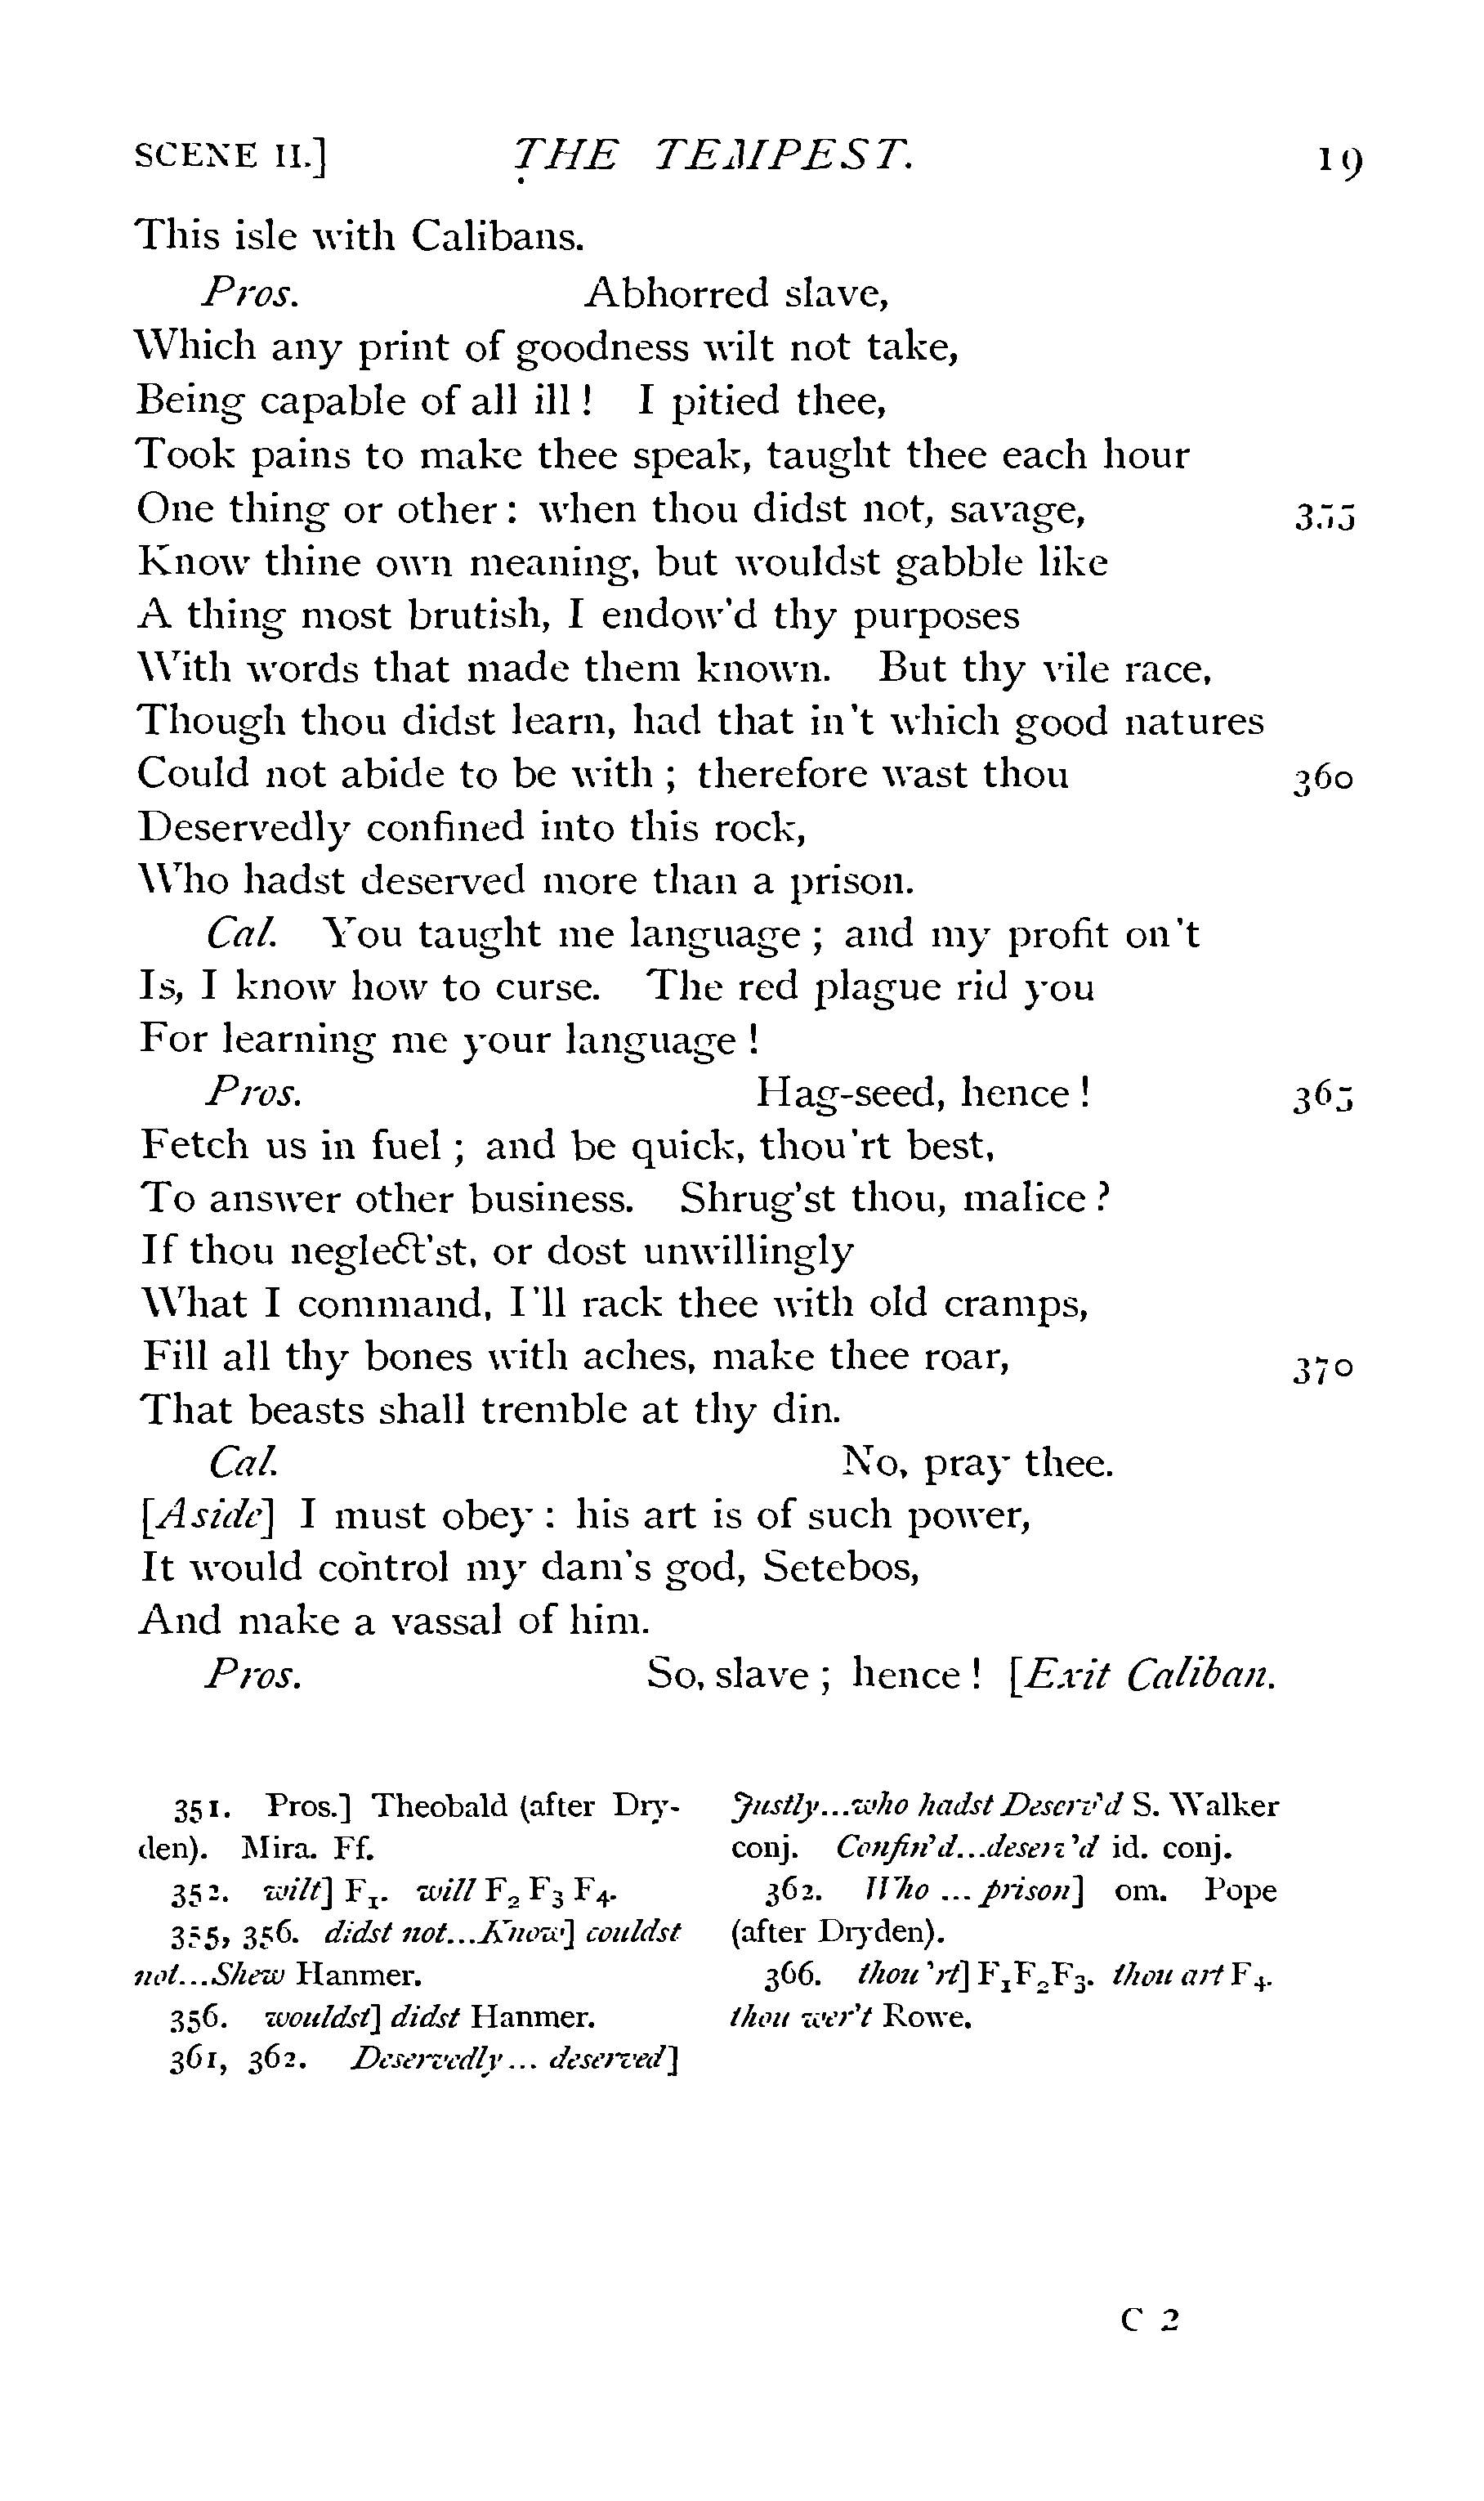 SCENE II.] THE TEMPEST. 19
This isle with Calibans.
Pros. Abhorred slave,
Which any print of goodness wilt not take,
Being capable of all ill! I pitied thee,
Took pains to make thee speak, taught thee each hour
One thing or other: when thou didst not, savage, 355
Know thine own meaning, but wouldst gabble like
A thing most brutish, I endow'd thy purposes
With words that made them known. But thy vile race,
Though thou didst learn, had that in't which good natures
Could not abide to be with; therefore wast thou 360
Deservedly confined into this rock,
Who hadst deserved more than a prison.
Cal. You taught me language; and my profit on't
Is, I know how to curse. The red plague rid you
For learning me your language!
Pros. Hag-seed, hence! 365
Fetch us in fuel; and be quick, thou'rt best,
To answer other business. Shrug'st thou, malice?
If thou neglect'st, or dost unwillingly
What I command, I'll rack thee with old cramps,
Fill all thy bones with aches, make thee roar, 370
That beasts shall tremble at thy din.
Cal. No, pray thee.
[Aside] I must obey: his art is of such power,
It would control my dam's god, Setebos,
And make a vassal of him.
Pros. So, slave; hence! [Exit Caliban.
351. Pros.] Theobald (after Dry-
den). Mira. Ff.
352. wilt] F1. will F2 F3 F4.
355, 356. didst not...Know] couldst
not...Shew Hanmer.
356. wouldst] didst Hanmer.
361, 362. Deservedly... deserved]
Justly...who hadst Deserv'd S. Walker
conj. Confin'd...deserv'd id. conj.
362. Who ... prison] om. Pope
(after Dryden).
366. thou'rt] F1F2F3. thou art F4.
thou wer't Rowe.
C 2